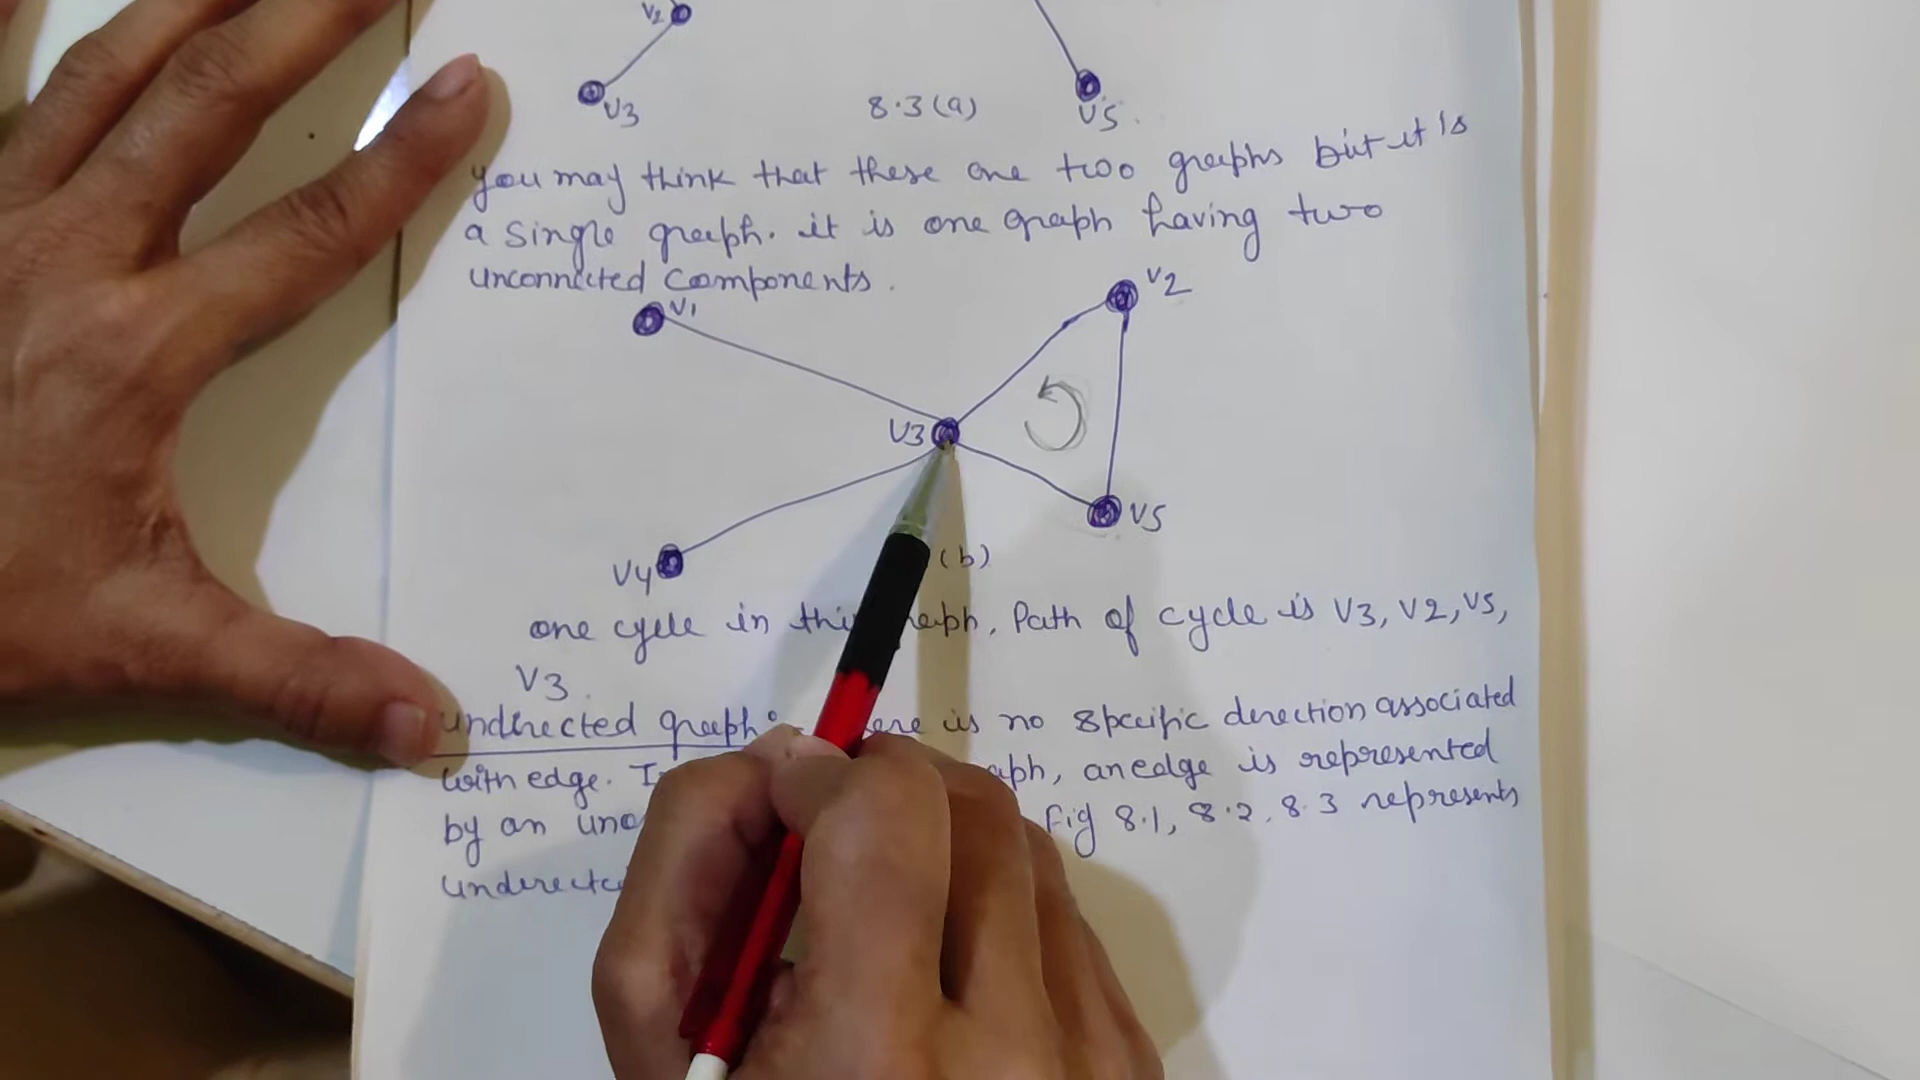 V2
V3
8.3(a)
V5.
you may think that these are two graphs but it is
a single graph. it is one graph having two
unconnected components.
V1
V2
V3
V5
V4
(b)
one cycle in this graph. Path of cycle is V3, V2, V5,
V3.
undirected graph: is no specific direction associated
with edge. an edge is represented
by an Fig 8.1, 8.2, 8.3 represents